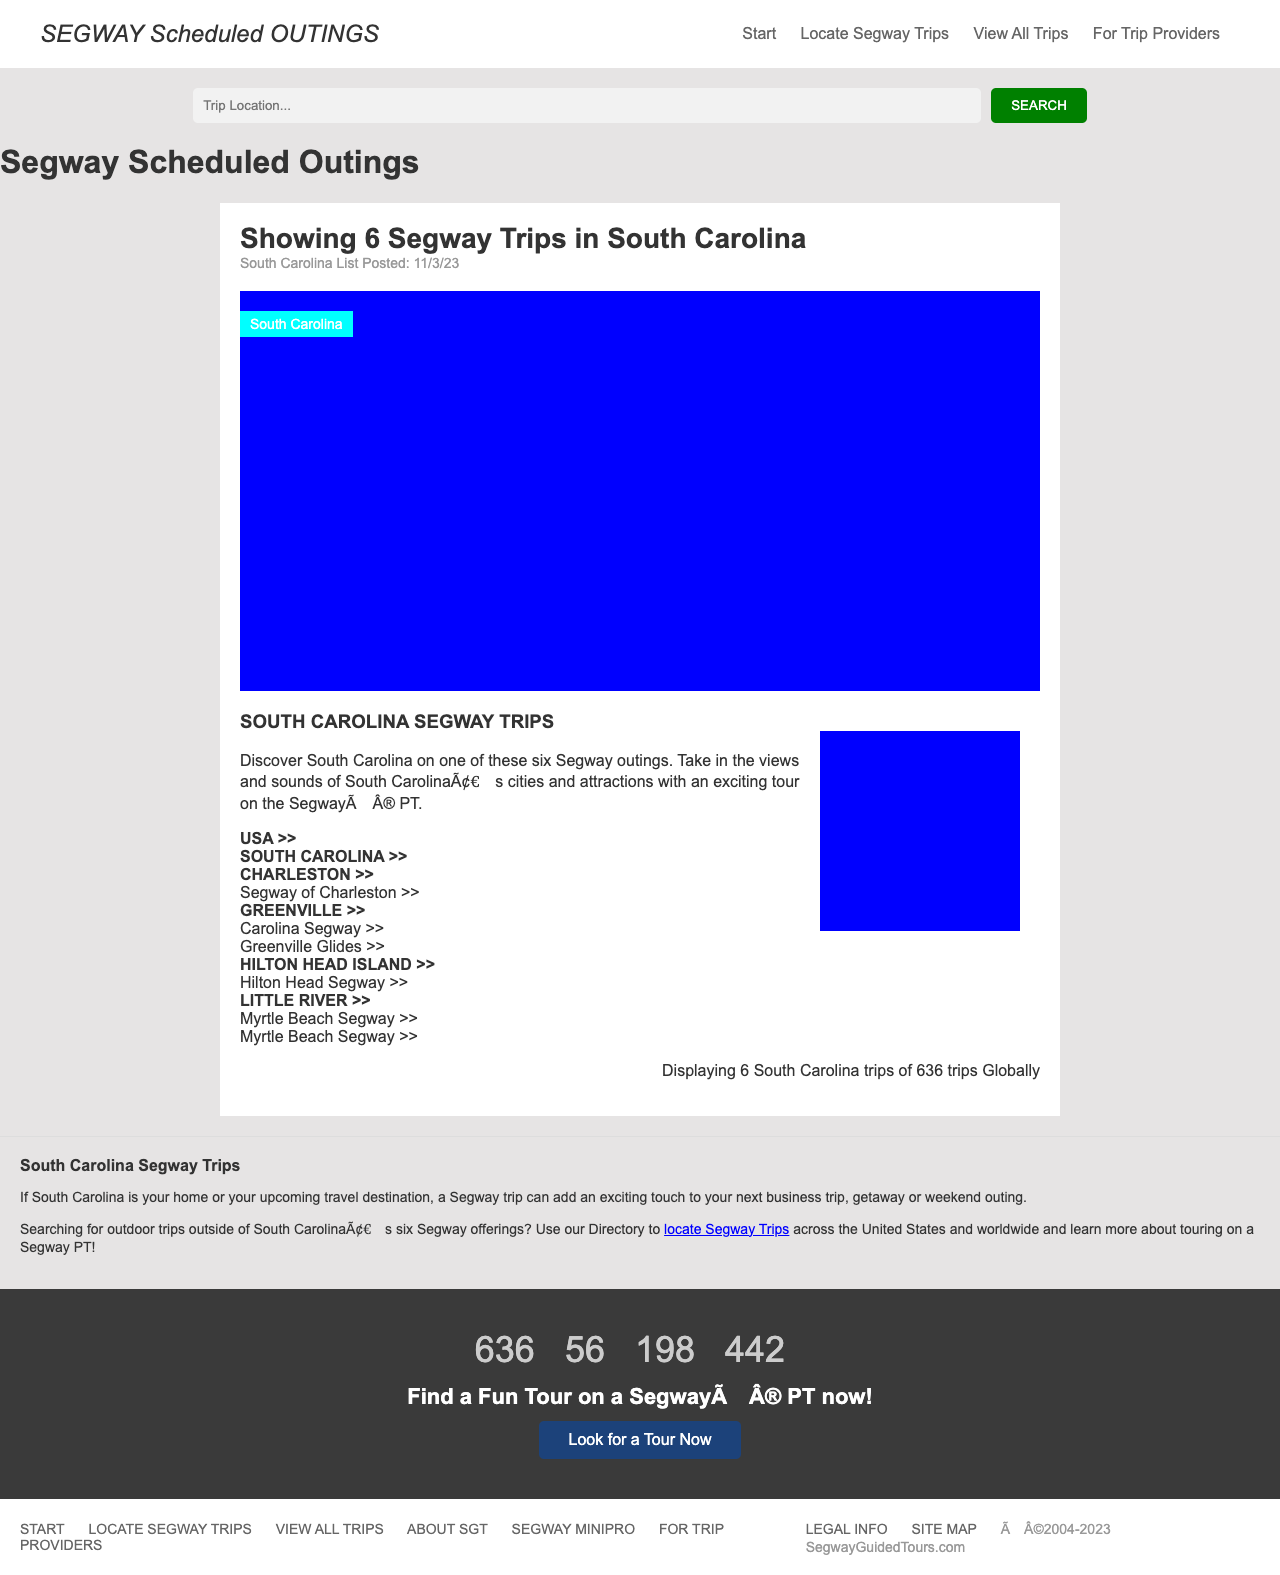 SEGWAY Scheduled OUTINGS
Start Locate Segway Trips View All Trips For Trip Providers
Trip Location...
SEARCH
Segway Scheduled Outings
Showing 6 Segway Trips in South Carolina
South Carolina List Posted: 11/3/23
South Carolina
SOUTH CAROLINA SEGWAY TRIPS
Discover South Carolina on one of these six Segway outings. Take in the views
and sounds of South CarolinaÃ¢€ s cities and attractions with an exciting tour
on the SegwayÃ Â® PT.
USA >>
SOUTH CAROLINA >>
CHARLESTON >>
Segway of Charleston >>
GREENVILLE >>
Carolina Segway >>
Greenville Glides >>
HILTON HEAD ISLAND >>
Hilton Head Segway >>
LITTLE RIVER >>
Myrtle Beach Segway >>
Myrtle Beach Segway >>
Displaying 6 South Carolina trips of 636 trips Globally
South Carolina Segway Trips
If South Carolina is your home or your upcoming travel destination, a Segway trip can add an exciting touch to your next business trip, getaway or weekend outing.
Searching for outdoor trips outside of South CarolinaÃ¢€ s six Segway offerings? Use our Directory to locate Segway Trips across the United States and worldwide and learn more about touring on a
Segway PT!
636 56 198 442
Find a Fun Tour on a SegwayÃ Â® PT now!
Look for a Tour Now
START LOCATE SEGWAY TRIPS VIEW ALL TRIPS ABOUT SGT SEGWAY MINIPRO FOR TRIP
PROVIDERS
LEGAL INFO SITE MAP Ã Â©2004-2023
SegwayGuidedTours.com